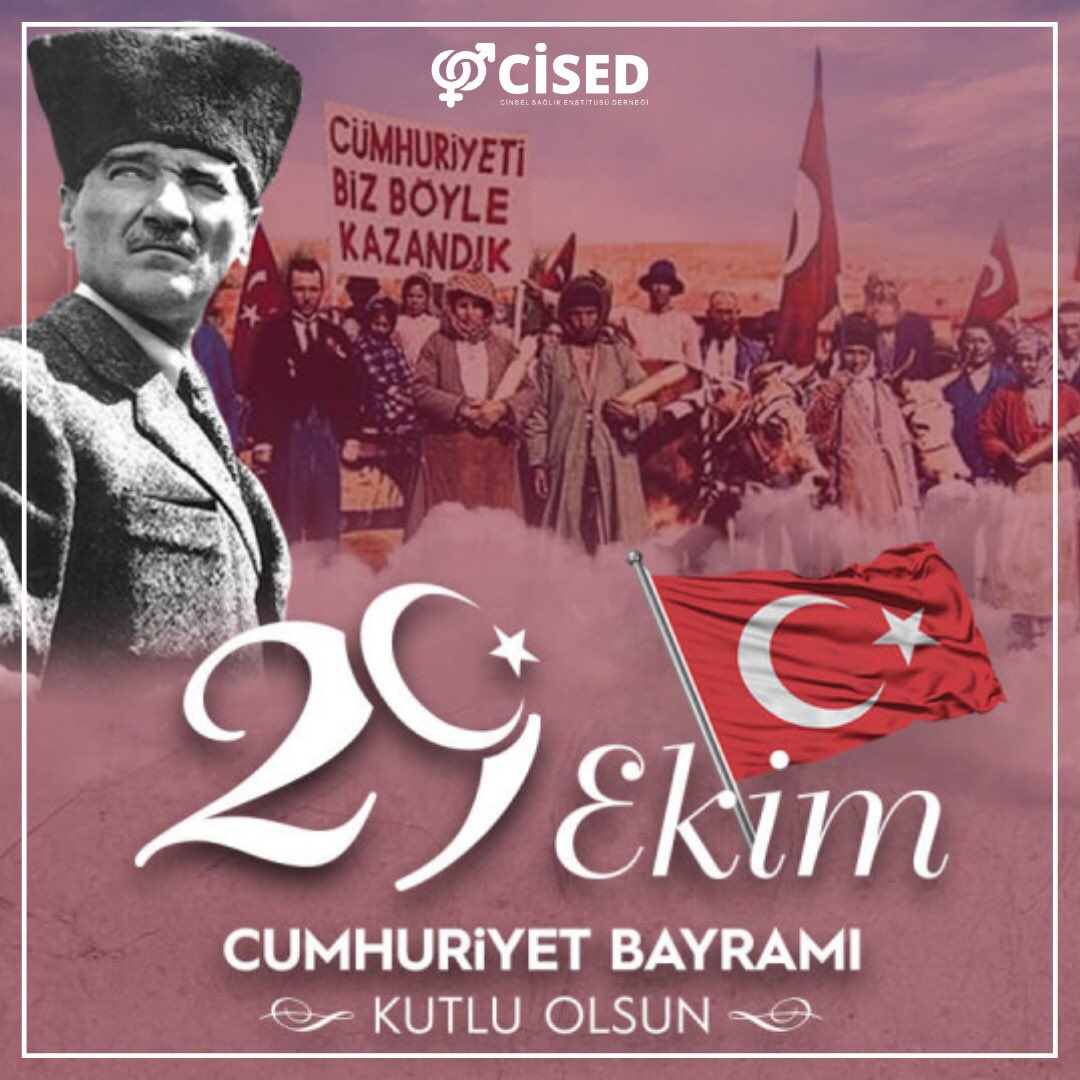 CİSED
CİNSEL SAĞLIK ENSTİTÜSÜ DERNEĞİ
CÜMHURİYETİ
BİZ BÖYLE
KAZANDIK
29 Ekim
CUMHURİYET BAYRAMI
KUTLU OLSUN